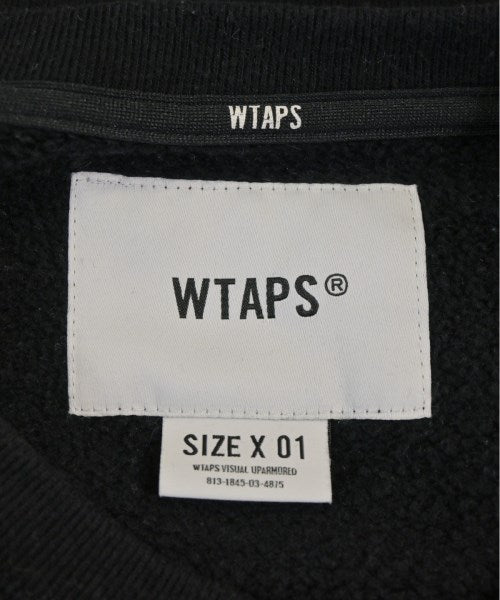 WTAPS
WTAPS®
SIZE X 01
WTAPS VISUAL UPARMORED
813-1845-03-4875